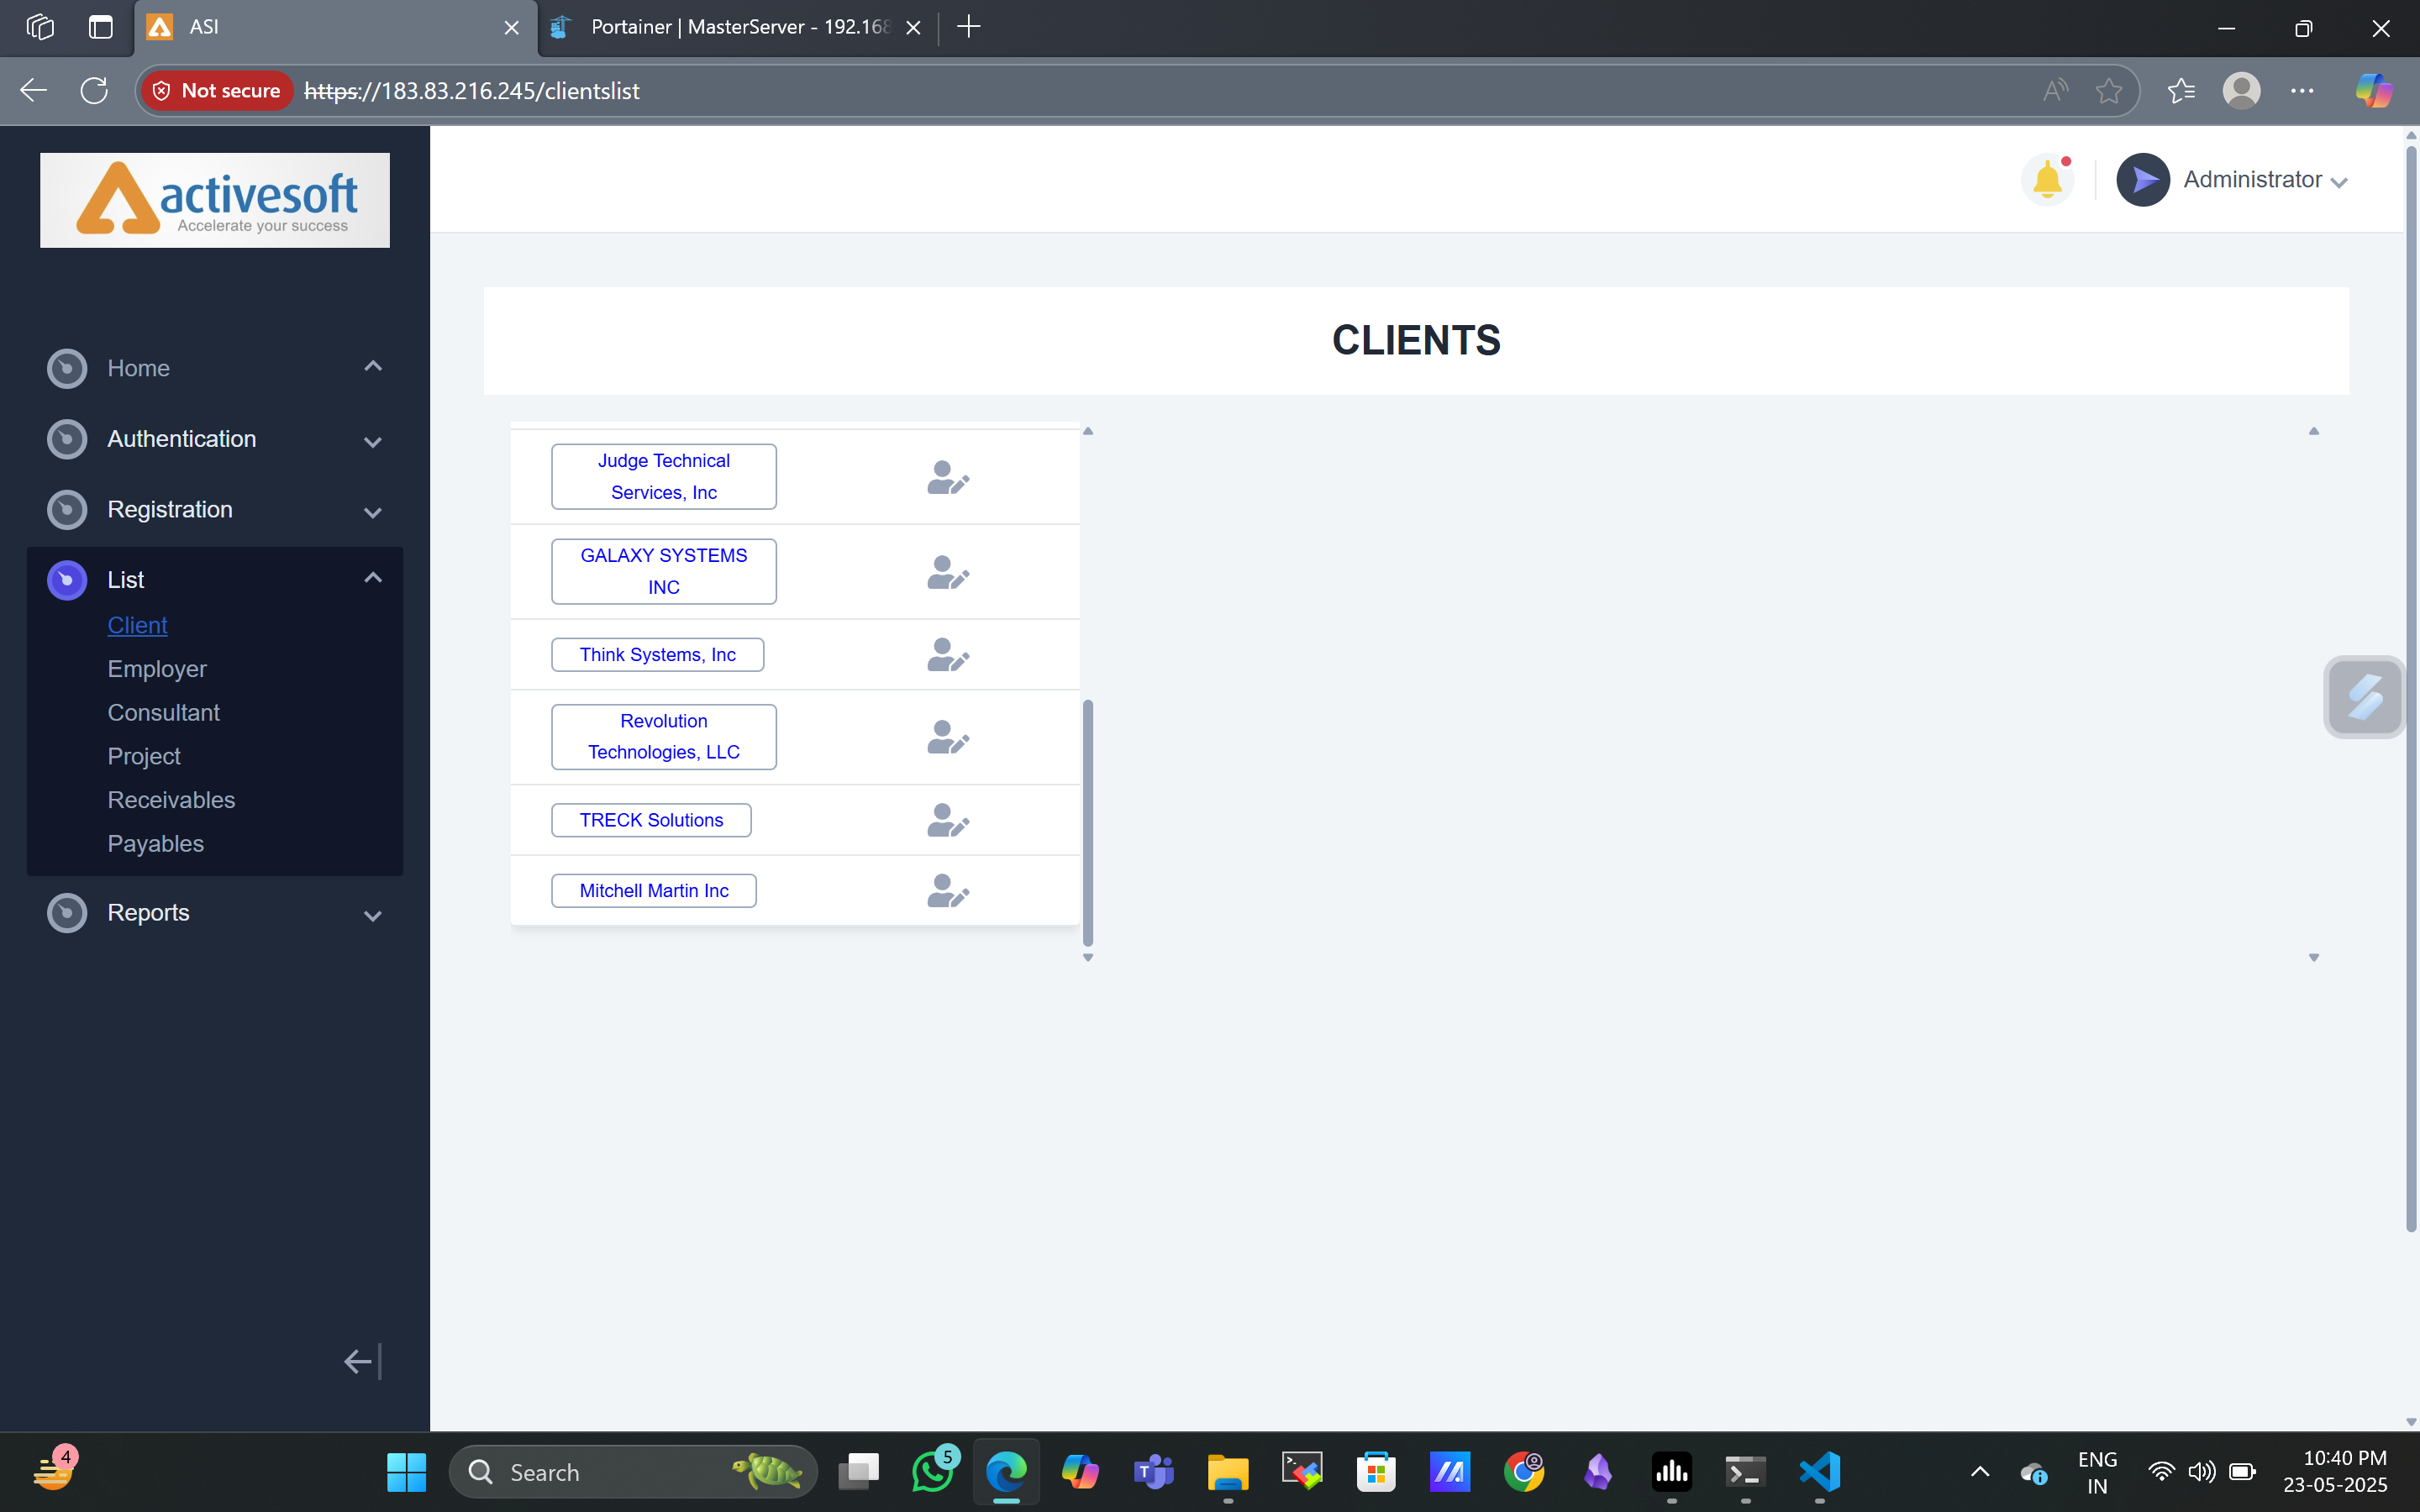 ASI
Portainer | MasterServer - 192.168
Not secure
https://183.83.216.245/clientslist
activesoft
Accelerate your success
Administrator
CLIENTS
Home
Authentication
Registration
List
Client
Employer
Consultant
Project
Receivables
Payables
Reports
Judge Technical
Services, Inc
GALAXY SYSTEMS
INC
Think Systems, Inc
Revolution
Technologies, LLC
TRECK Solutions
Mitchell Martin Inc
4
Search
5
ENG
IN
10:40 PM
23-05-2025